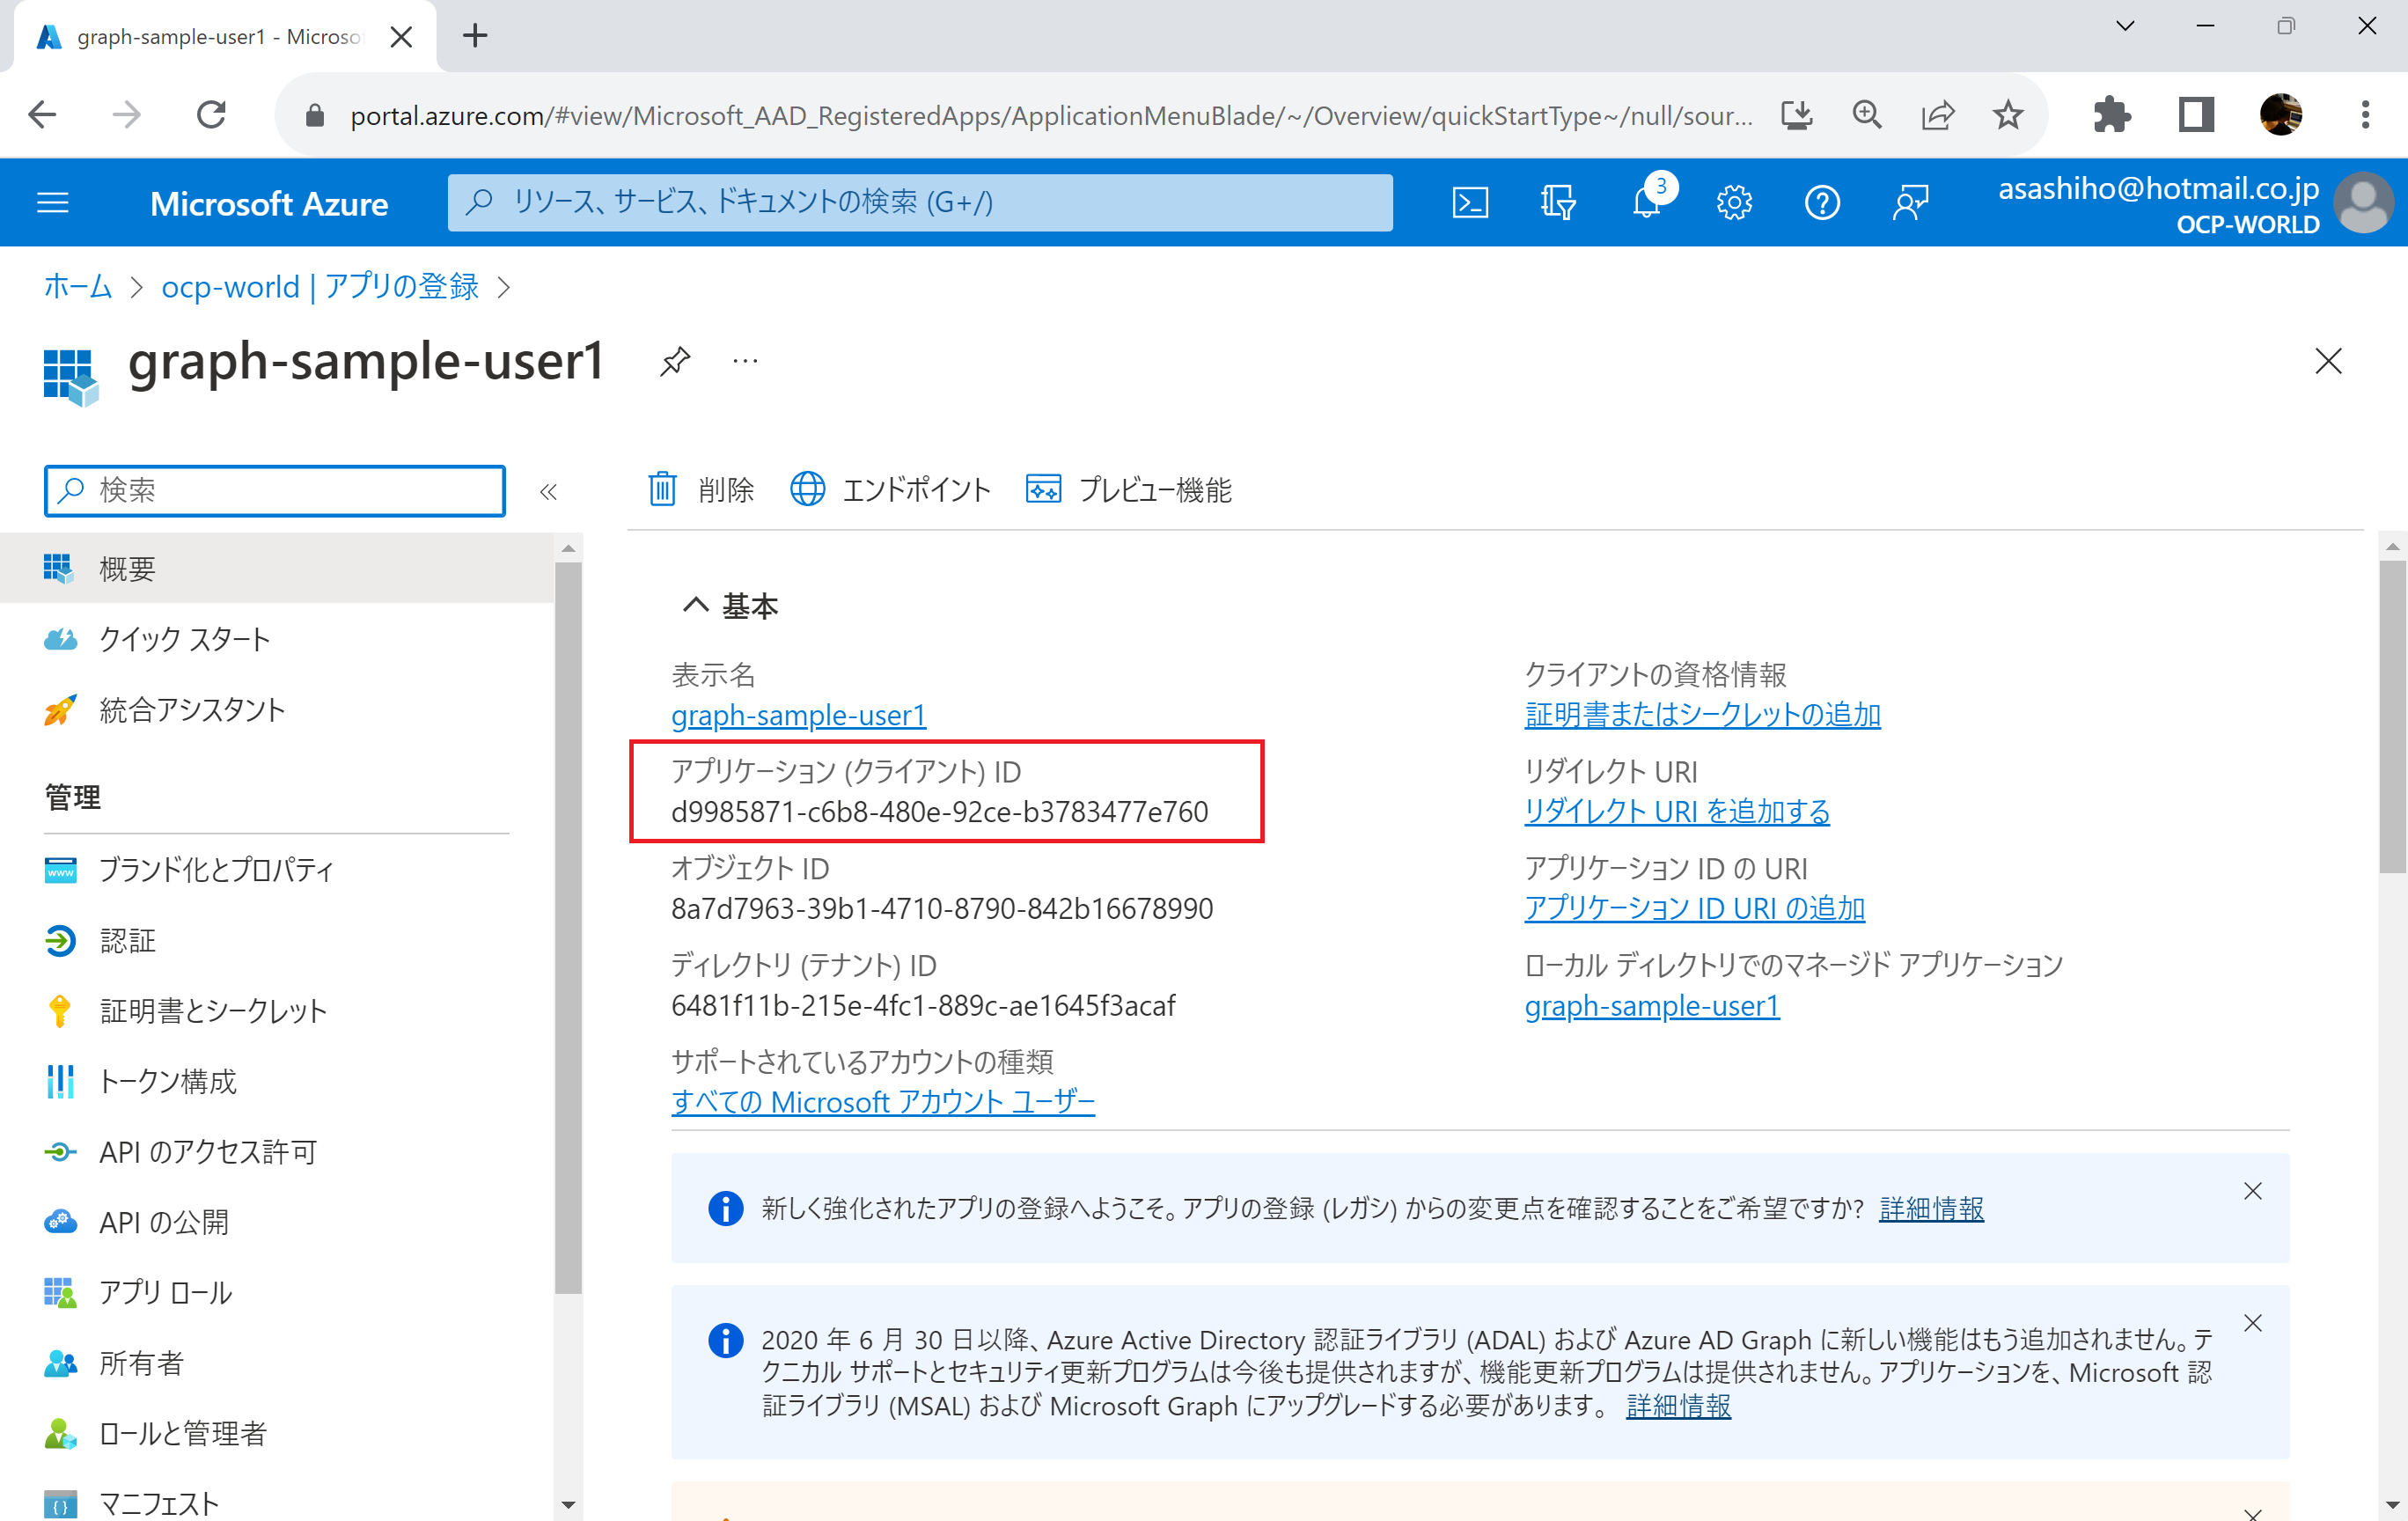 graph-sample-user1 - Microso
portal.azure.com/#view/Microsoft_AAD_RegisteredApps/ApplicationMenuBlade/~/Overview/quickStartType~/null/sour...
Microsoft Azure
リソース、サービス、ドキュメントの検索 (G+/)
3
asashiho@hotmail.co.jp
OCP-WORLD
ホーム > ocp-world | アプリの登録 >
graph-sample-user1
検索
削除
エンドポイント
プレビュー機能
概要
クイック スタート
統合アシスタント
管理
ブランド化とプロパティ
認証
証明書とシークレット
トークン構成
API のアクセス許可
API の公開
アプリ ロール
所有者
ロールと管理者
マニフェスト
基本
表示名
graph-sample-user1
アプリケーション (クライアント) ID
d9985871-c6b8-480e-92ce-b3783477e760
オブジェクト ID
8a7d7963-39b1-4710-8790-842b16678990
ディレクトリ (テナント) ID
6481f11b-215e-4fc1-889c-ae1645f3acaf
サポートされているアカウントの種類
すべての Microsoft アカウント ユーザー
クライアントの資格情報
証明書またはシークレットの追加
リダイレクト URI
リダイレクト URI を追加する
アプリケーション ID の URI
アプリケーション ID URI の追加
ローカル ディレクトリでのマネージド アプリケーション
graph-sample-user1
新しく強化されたアプリの登録へようこそ。アプリの登録 (レガシ) からの変更点を確認することをご希望ですか? 詳細情報
2020 年 6 月 30 日以降、Azure Active Directory 認証ライブラリ (ADAL) および Azure AD Graph に新しい機能はもう追加されません。テ
クニカル サポートとセキュリティ更新プログラムは今後も提供されますが、機能更新プログラムは提供されません。アプリケーションを、Microsoft 認
証ライブラリ (MSAL) および Microsoft Graph にアップグレードする必要があります。 詳細情報